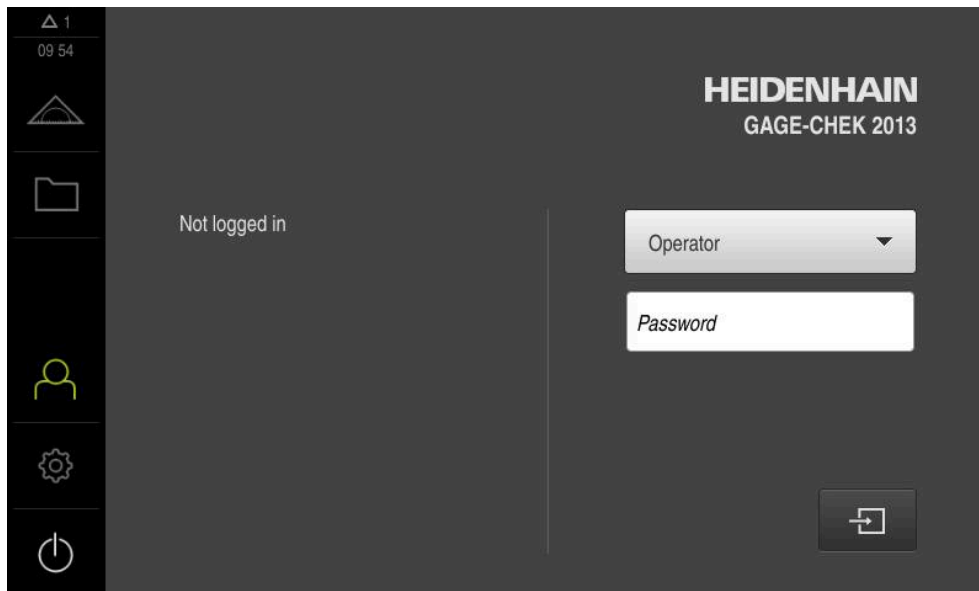 1
09 54
HEIDENHAIN
GAGE-CHEK 2013
Not logged in
Operator
Password